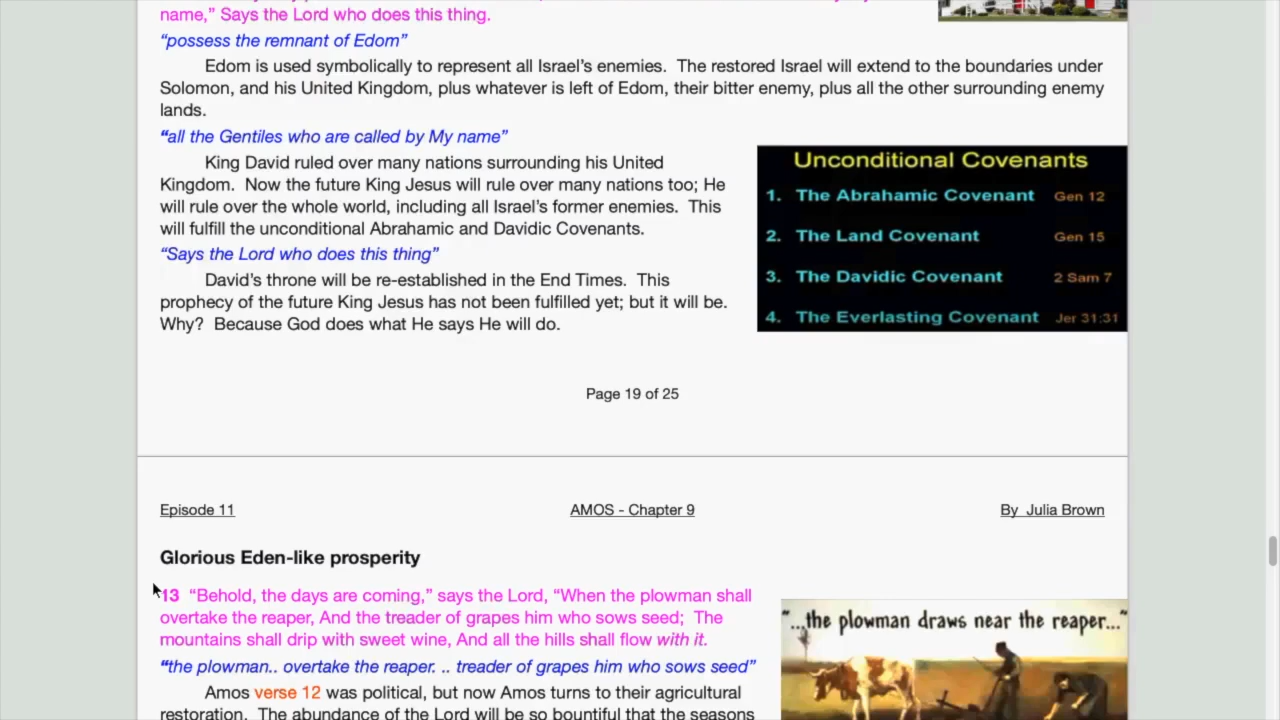 name,” Says the Lord who does this thing.
“possess the remnant of Edom”
Edom is used symbolically to represent all Israel’s enemies.  The restored Israel will extend to the boundaries under
Solomon, and his United Kingdom, plus whatever is left of Edom, their bitter enemy, plus all the other surrounding enemy
lands.
“all the Gentiles who are called by My name”
King David ruled over many nations surrounding his United
Kingdom.  Now the future King Jesus will rule over many nations too; He
will rule over the whole world, including all Israel’s former enemies.  This
will fulfill the unconditional Abrahamic and Davidic Covenants.
“Says the Lord who does this thing”
David’s throne will be re-established in the End Times.  This
prophecy of the future King Jesus has not been fulfilled yet; but it will be.
Why?  Because God does what He says He will do.
Unconditional Covenants
1. The Abrahamic Covenant Gen 12
2. The Land Covenant Gen 15
3. The Davidic Covenant 2 Sam 7
4. The Everlasting Covenant Jer 31:31
Page 19 of 25
Episode 11 AMOS - Chapter 9 By Julia Brown
Glorious Eden-like prosperity
13 “Behold, the days are coming,” says the Lord, “When the plowman shall
overtake the reaper, And the treader of grapes him who sows seed;  The
mountains shall drip with sweet wine, And all the hills shall flow with it.
“the plowman.. overtake the reaper. .. treader of grapes him who sows seed”
Amos verse 12 was political, but now Amos turns to their agricultural
restoration.  The abundance of the Lord will be so bountiful that the seasons
“...the plowman draws near the reaper...”